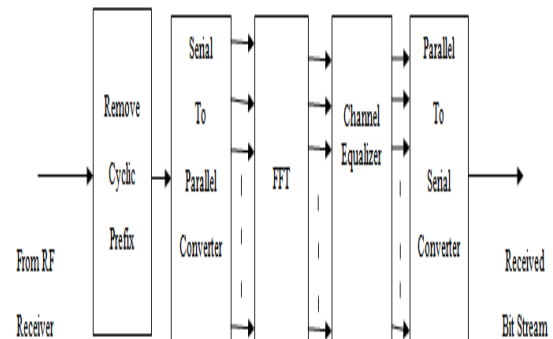 From RF
Receiver
Remove
Cyclic
Prefix
Serial
To
Parallel
Converter
FFT
Channel
Equalizer
Parallel
To
Serial
Converter
Received
Bit Stream